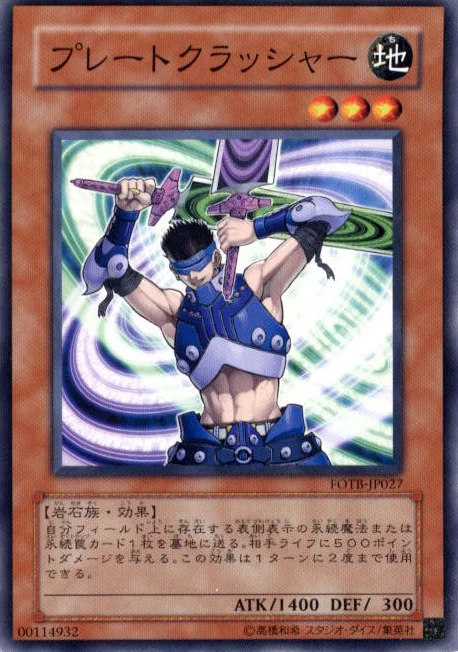 プレートクラッシャー
ち
地
FOTB-JP027
【岩石族・効果】
自分フィールド上に存在する表側表示の永続魔法または
永続罠カード1枚を墓地に送る。相手ライフに500ポイン
トダメージを与える。この効果は1ターンに2度まで使用
できる。
ATK/1400 DEF/ 300
00114932
©高橋和希 スタジオ・ダイス/集英社